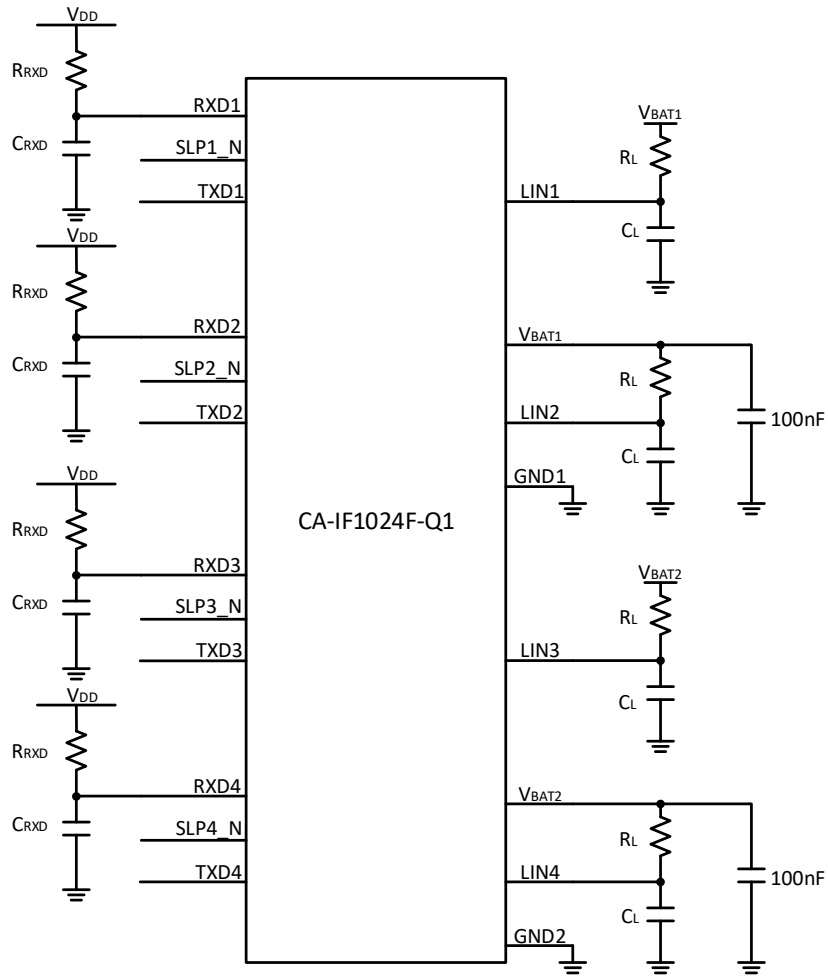 VDD
RRXD
CRXD
RXD1
SLP1_N
TXD1
VDD
RRXD
CRXD
RXD2
SLP2_N
TXD2
VDD
RRXD
CRXD
RXD3
SLP3_N
TXD3
VDD
RRXD
CRXD
RXD4
SLP4_N
TXD4
CA-IF1024F-Q1
VBAT1
RL
LIN1
CL
VBAT1
RL
LIN2
CL
100nF
GND1
VBAT2
RL
LIN3
CL
VBAT2
RL
LIN4
CL
100nF
GND2